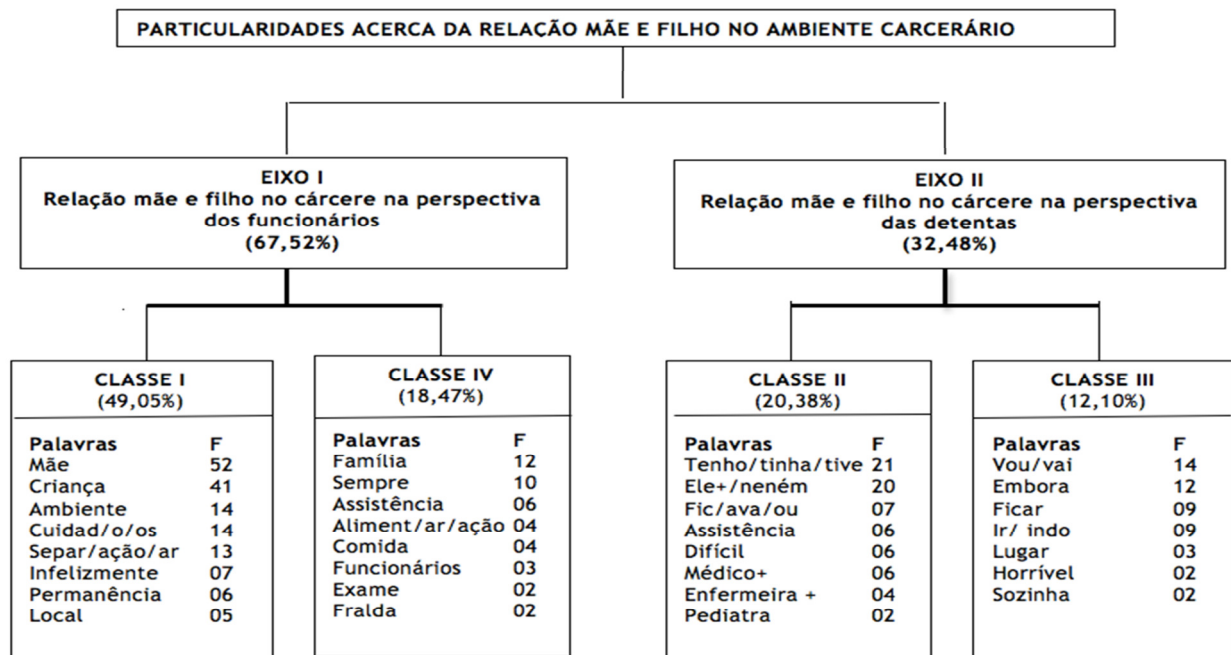 PARTICULARIDADES ACERCA DA RELAÇÃO MÃE E FILHO NO AMBIENTE CARCERÁRIO
EIXO I
Relação mãe e filho no cárcere na perspectiva
dos funcionários
(67,52%)
EIXO II
Relação mãe e filho no cárcere na perspectiva
das detentas
(32,48%)
CLASSE I
(49,05%)
Palavras F
Mãe 52
Criança 41
Ambiente 14
Cuidad/o/os 14
Separ/ação/ar 13
Infelizmente 07
Permanência 06
Local 05
CLASSE IV
(18,47%)
Palavras F
Família 12
Sempre 10
Assistência 06
Aliment/ar/ação 04
Comida 04
Funcionários 03
Exame 02
Fralda 02
CLASSE II
(20,38%)
Palavras F
Tenho/tinha/tive 21
Ele+/neném 20
Fic/ava/ou 07
Assistência 06
Difícil 06
Médico+ 06
Enfermeira + 04
Pediatra 02
CLASSE III
(12,10%)
Palavras F
Vou/vai 14
Embora 12
Ficar 09
Ir/ indo 09
Lugar 03
Horrível 02
Sozinha 02